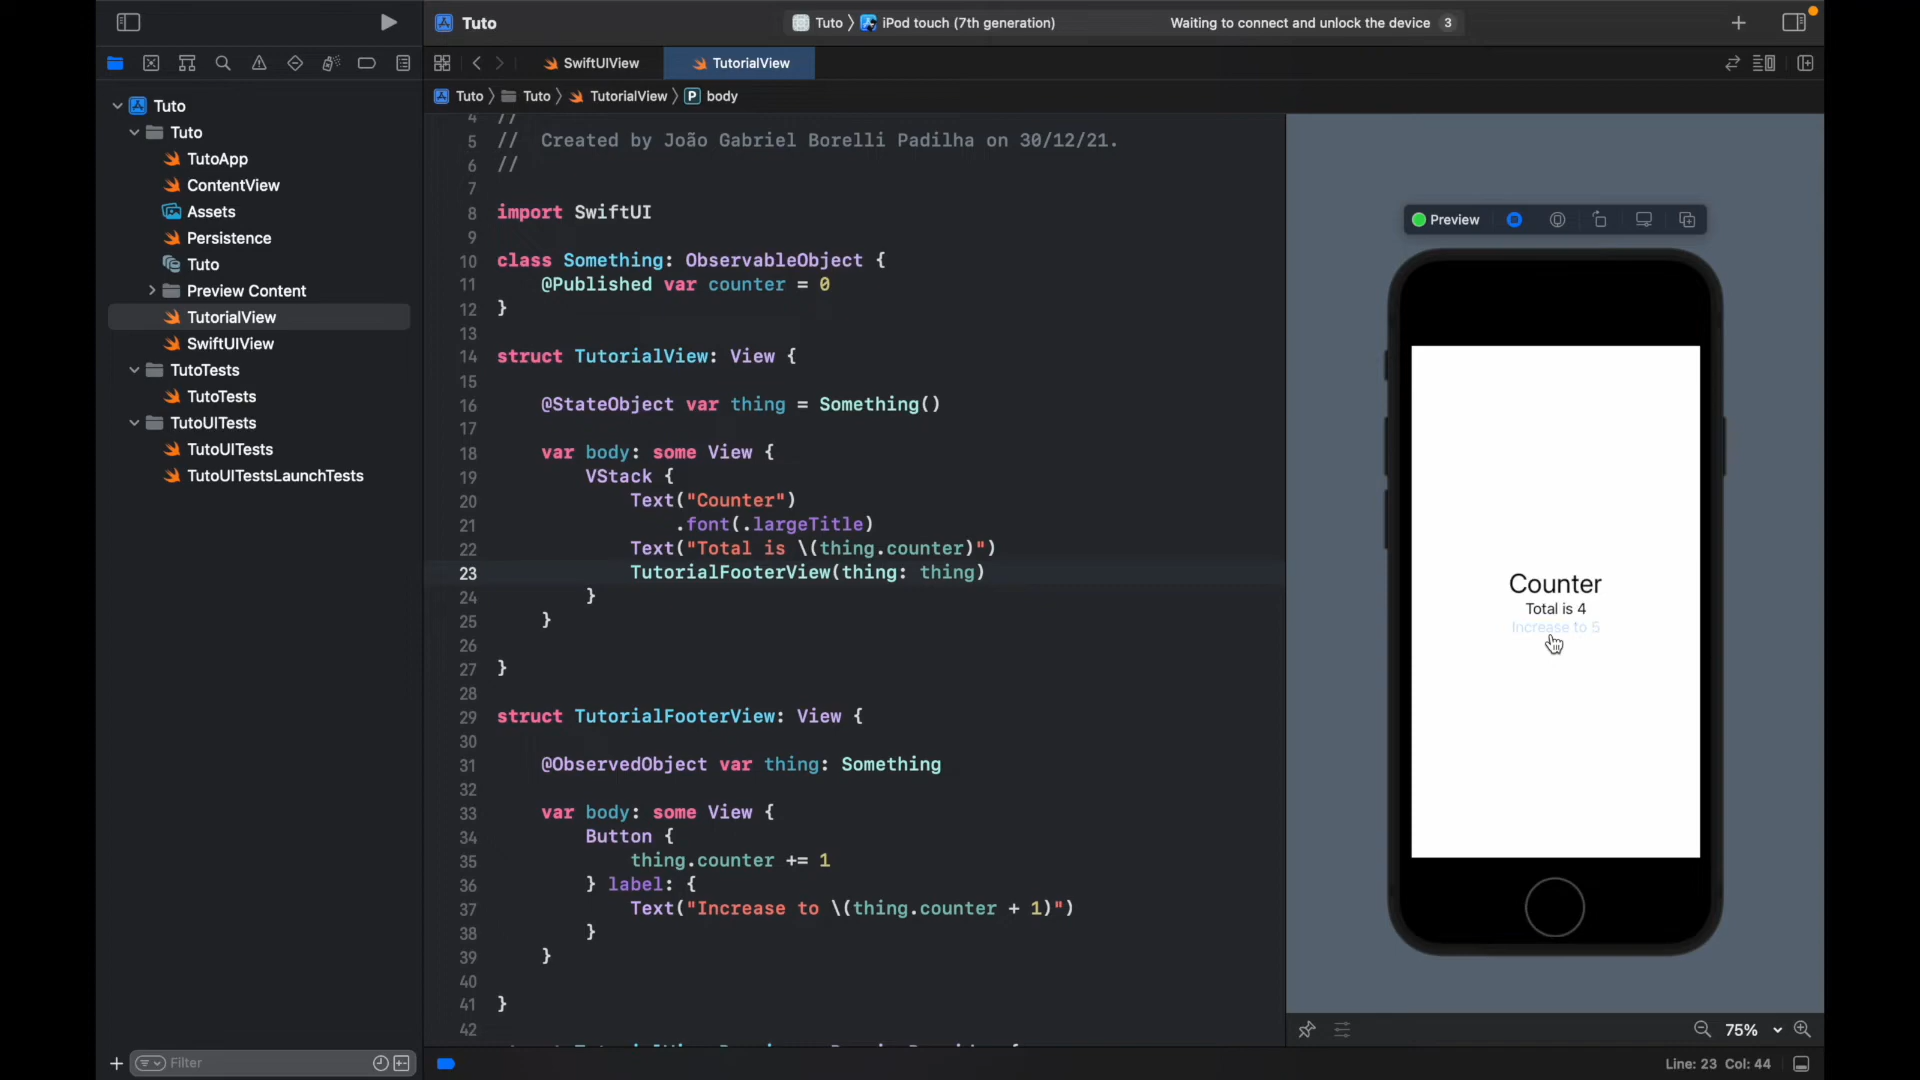 Tuto
Tuto 〉 iPod touch (7th generation)
Waiting to connect and unlock the device 3
SwiftUIView
TutorialView
Tuto 〉 Tuto 〉 TutorialView 〉 P body
Tuto
Tuto
TutoApp
ContentView
Assets
Persistence
Tuto
Preview Content
TutorialView
SwiftUIView
TutoTests
TutoTests
TutoUITests
TutoUITests
TutoUITestsLaunchTests
Filter
4 //
5 //  Created by João Gabriel Borelli Padilha on 30/12/21.
6 //
7
8 import SwiftUI
9
10 class Something: ObservableObject {
11     @Published var counter = 0
12 }
13
14 struct TutorialView: View {
15
16     @StateObject var thing = Something()
17
18     var body: some View {
19         VStack {
20             Text("Counter")
21                 .font(.largeTitle)
22             Text("Total is \(thing.counter)")
23             TutorialFooterView(thing: thing)
24         }
25     }
26
27 }
28
29 struct TutorialFooterView: View {
30
31     @ObservedObject var thing: Something
32
33     var body: some View {
34         Button {
35             thing.counter += 1
36         } label: {
37             Text("Increase to \(thing.counter + 1)")
38         }
39     }
40
41 }
42
Preview
Counter
Total is 4
Increase to 5
75%
Line: 23 Col: 44